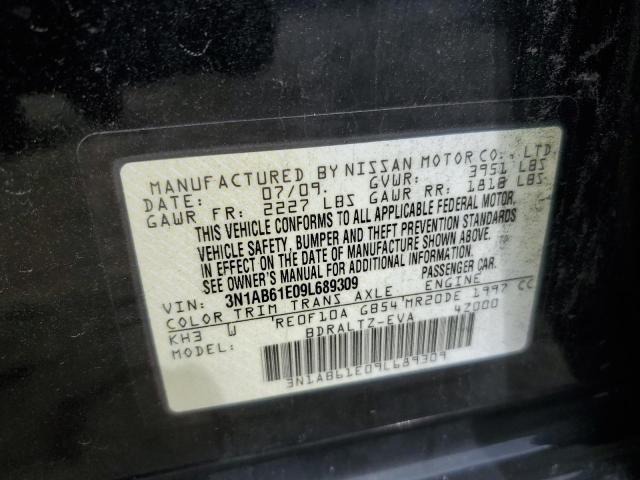 MANUFACTURED BY NISSAN MOTOR CO., LTD.
DATE: 07/09. GVWR: 3951 LBS
GAWR FR: 2227 LBS GAWR RR: 1818 LBS
THIS VEHICLE CONFORMS TO ALL APPLICABLE FEDERAL MOTOR
VEHICLE SAFETY, BUMPER AND THEFT PREVENTION STANDARDS
IN EFFECT ON THE DATE OF MANUFACTURE SHOWN ABOVE.
SEE OWNER'S MANUAL FOR ADDITIONAL INFORMATION.
VIN: 3N1AB61E09L689309 PASSENGER CAR.
COLOR TRIM TRANS AXLE ENGINE
KH3 W RE0F10A GB54 MR20DE 1997 CC
MODEL: BDRALTZ-EVA 42000
3N1AB61E09L689309